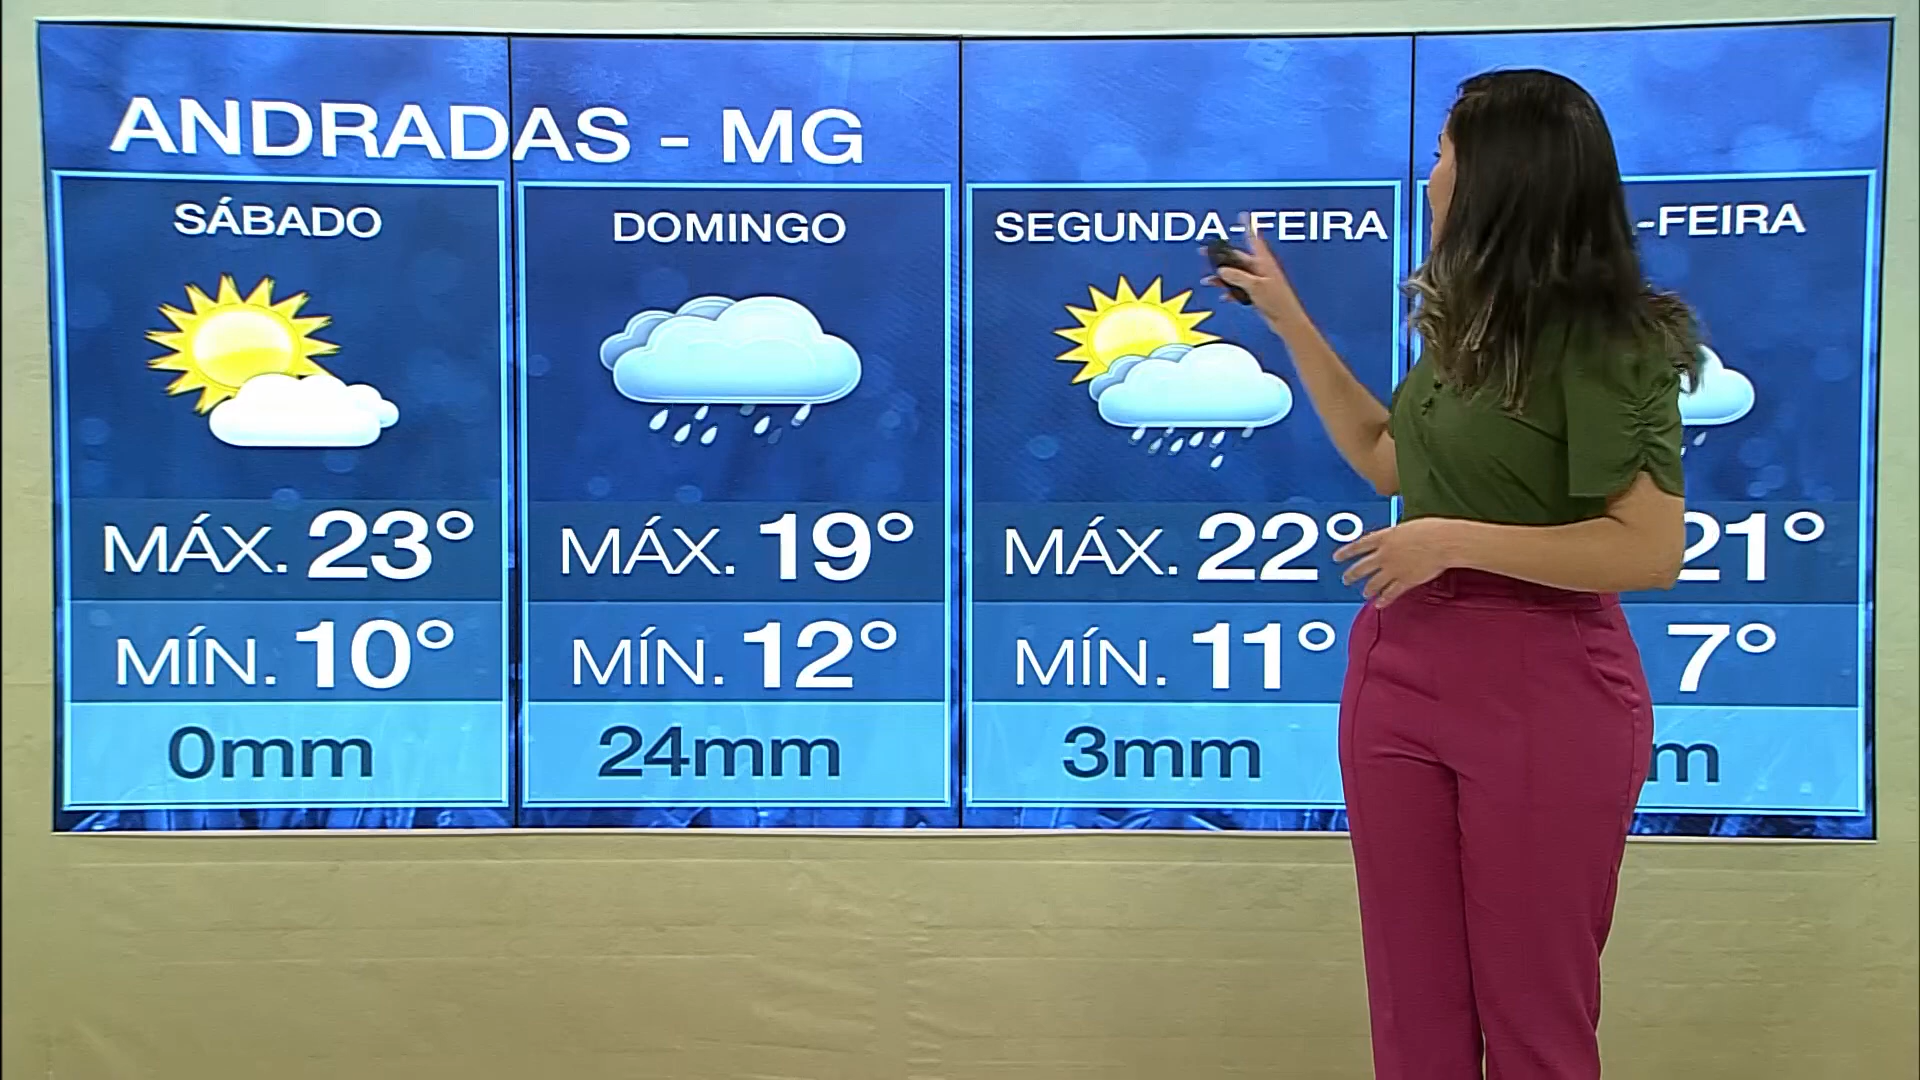 ANDRADAS - MG
SÁBADO
MÁX. 23°
MÍN. 10°
0mm
DOMINGO
MÁX. 19°
MÍN. 12°
24mm
SEGUNDA-FEIRA
MÁX. 22°
MÍN. 11°
3mm
-FEIRA
21°
7°